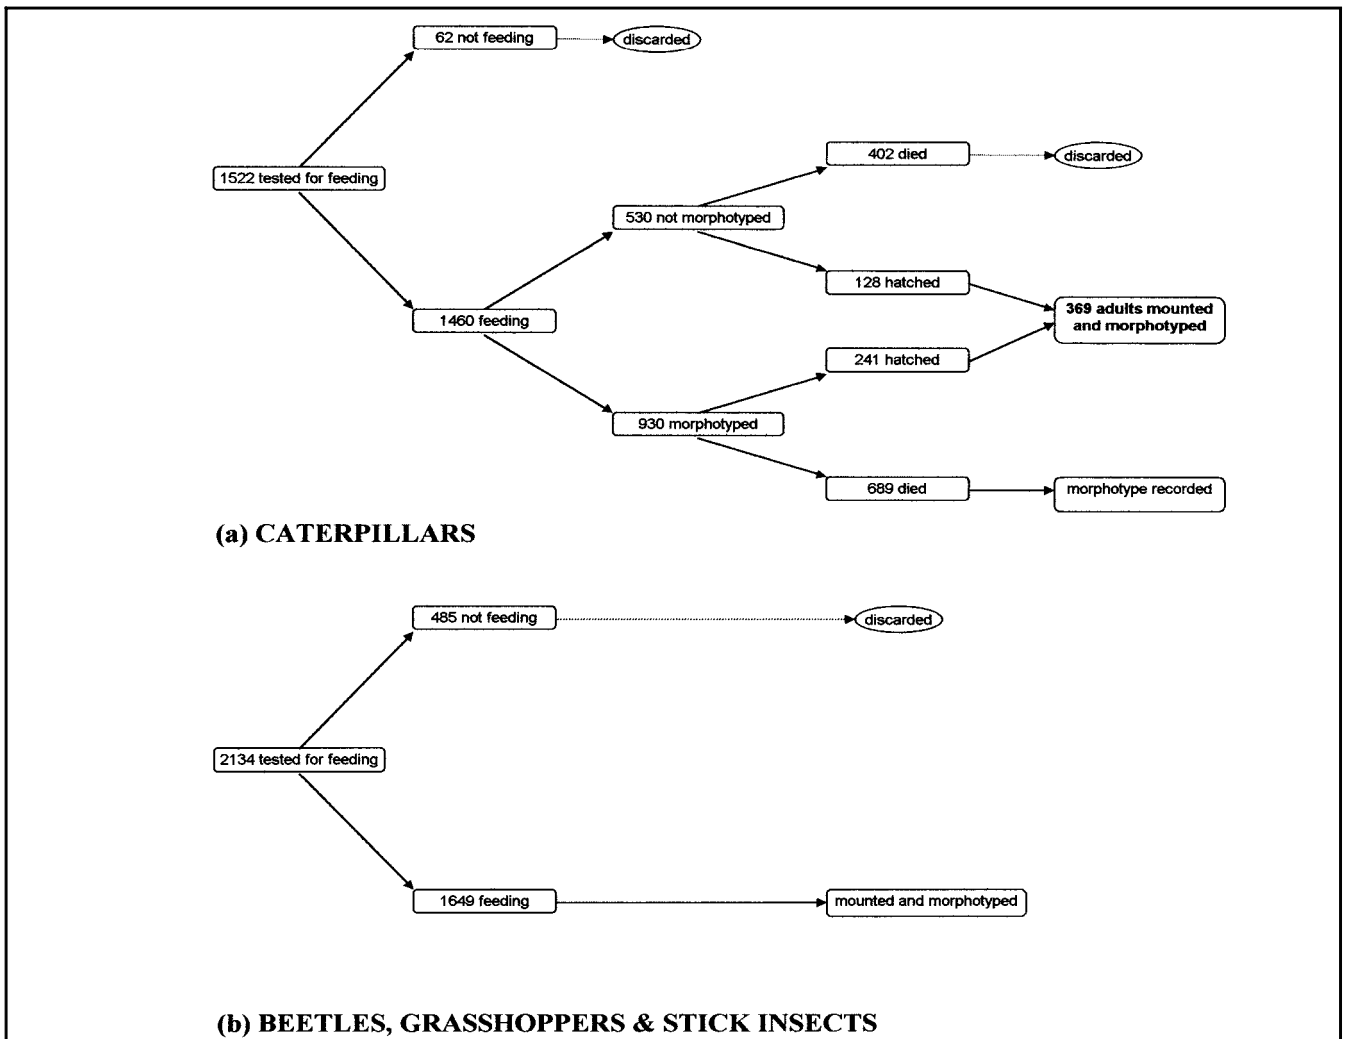 62 not feeding
discarded
402 died
discarded
1522 tested for feeding
530 not morphotyped
128 hatched
369 adults mounted
and morphotyped
1460 feeding
241 hatched
930 morphotyped
689 died
morphotype recorded
(a) CATERPILLARS
485 not feeding
discarded
2134 tested for feeding
1649 feeding
mounted and morphotyped
(b) BEETLES, GRASSHOPPERS & STICK INSECTS